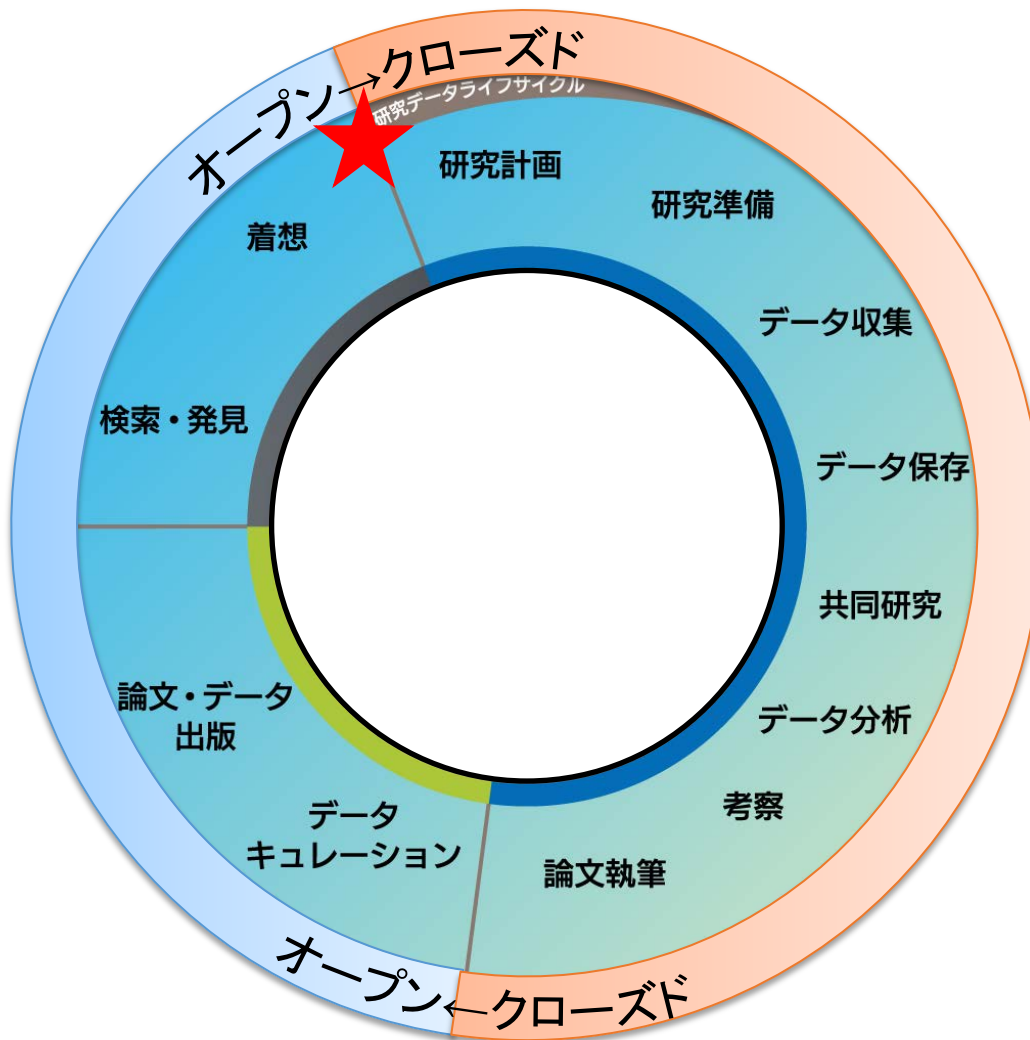 オープン→クローズド
研究データライフサイクル
研究計画
研究準備
データ収集
データ保存
共同研究
データ分析
考察
論文執筆
データ
キュレーション
論文・データ
出版
検索・発見
着想
オープン←クローズド